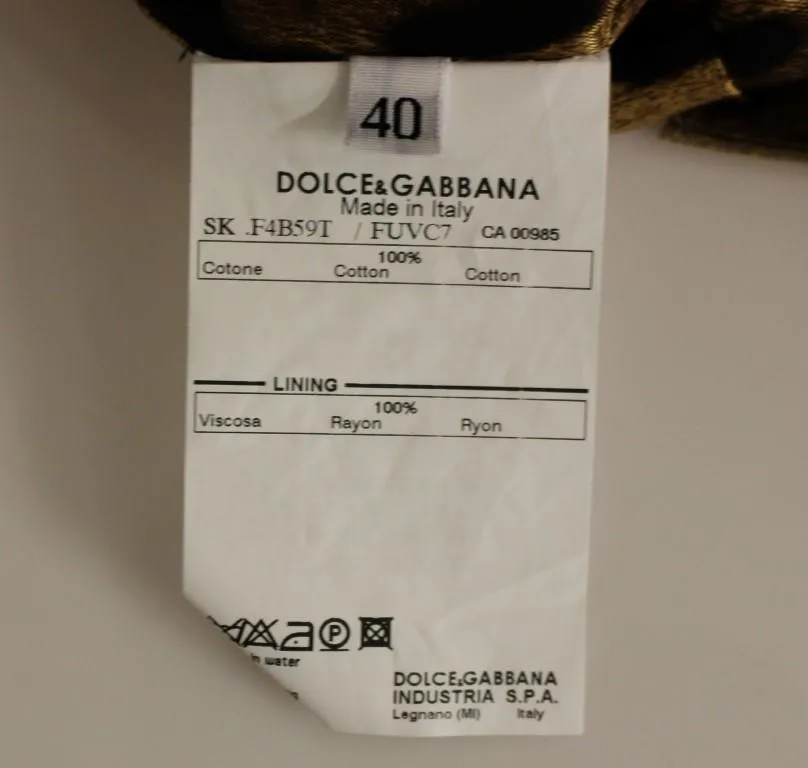 40
DOLCE&GABBANA
Made in Italy
SK .F4B59T / FUVC7 CA 00985
100%
Cotone Cotton Cotton
LINING
100%
Viscosa Rayon Ryon
P
in water
DOLCE&GABBANA
INDUSTRIA S.P.A.
Legnano (MI) Italy